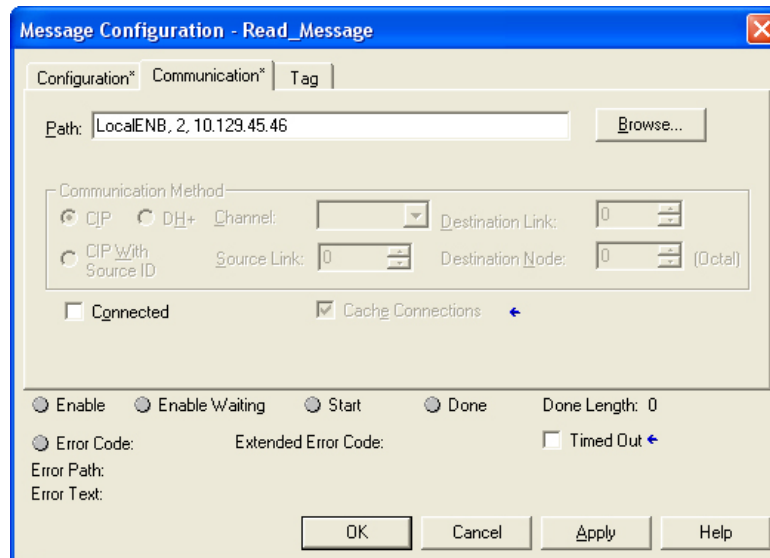 Message Configuration - Read_Message
Configuration* Communication* Tag
Path: LocalENB, 2, 10.129.45.46 Browse...
Communication Method
CIP DH+ Channel: Destination Link: 0
CIP With Source ID Source Link: 0 Destination Node: 0 (Octal)
Connected Cache Connections ←
Enable Enable Waiting Start Done Done Length: 0
Error Code: Extended Error Code: Timed Out ←
Error Path:
Error Text:
OK Cancel Apply Help